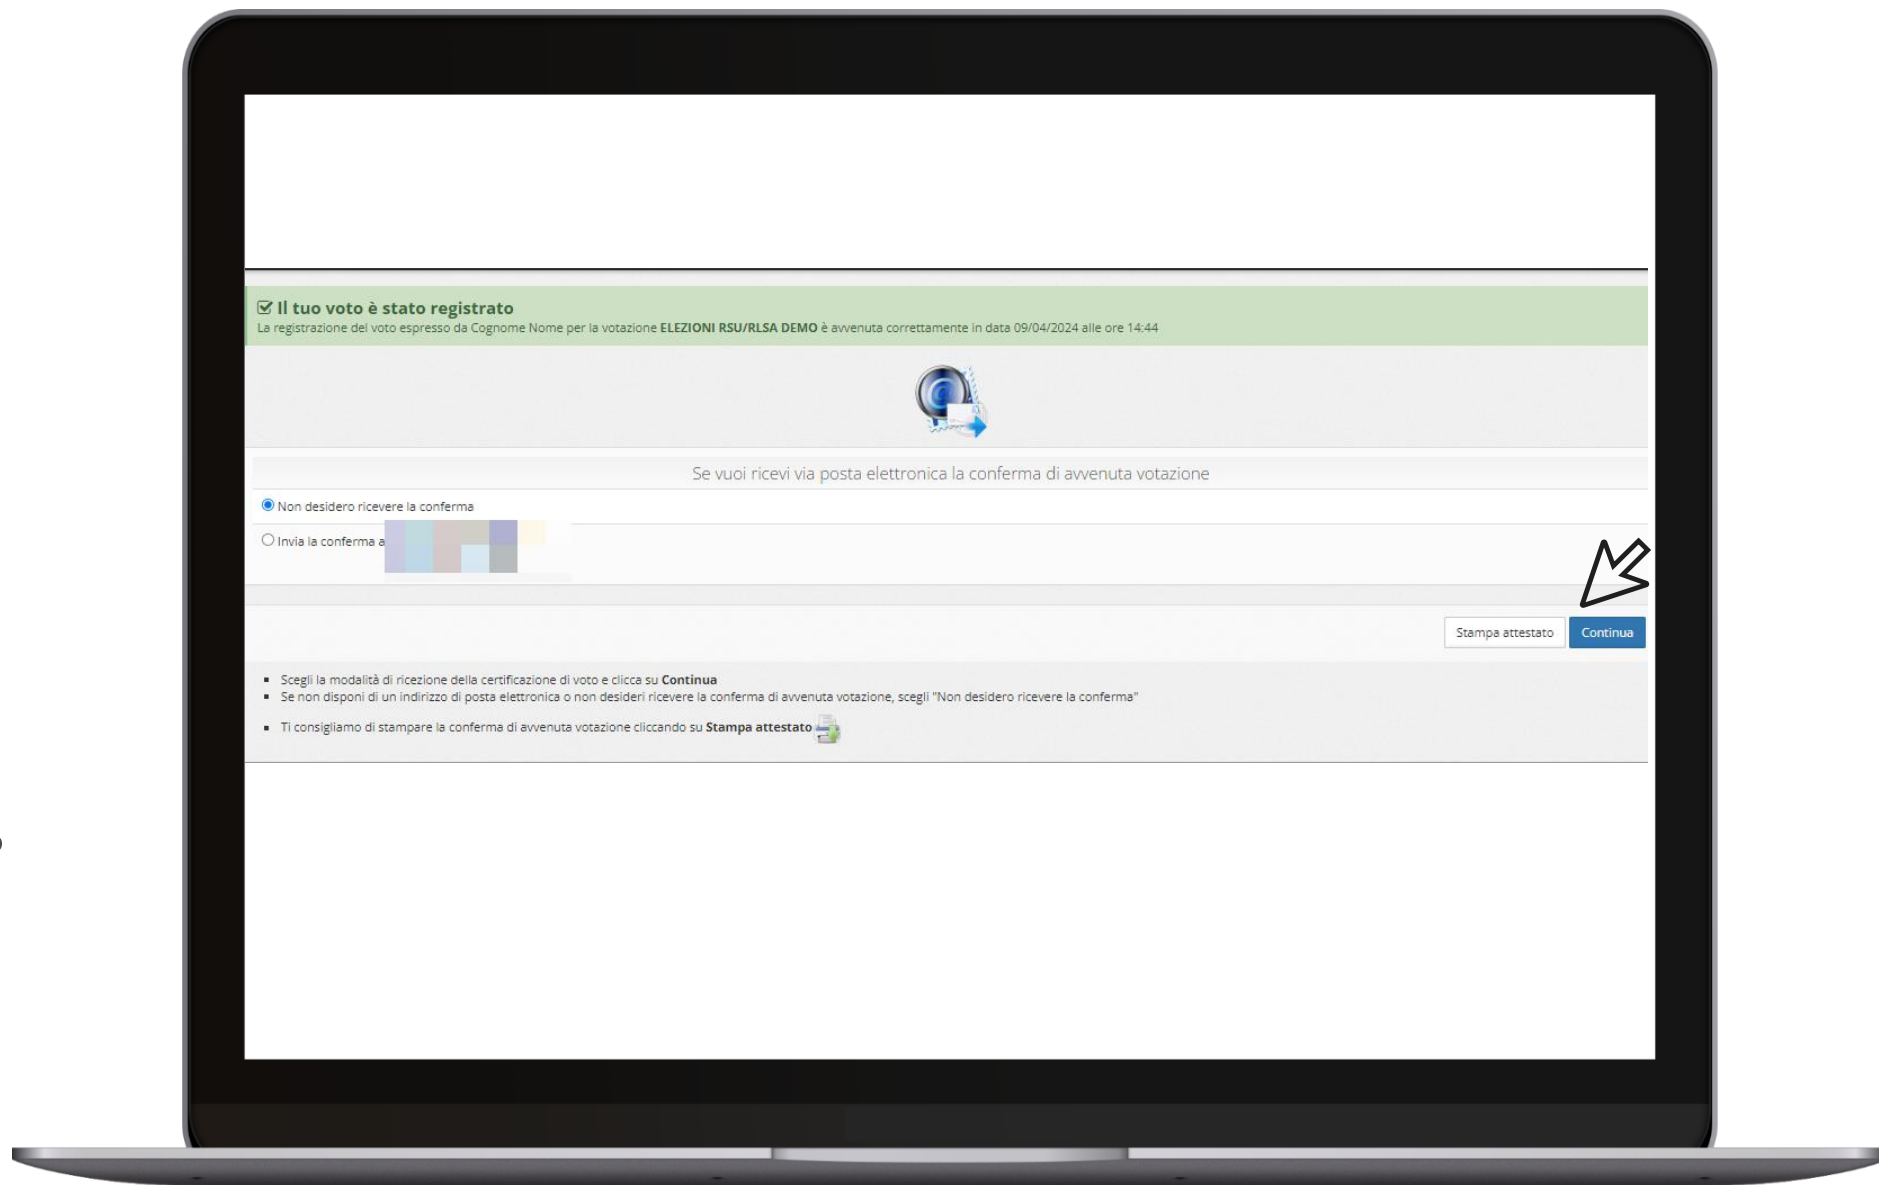 Il tuo voto è stato registrato
La registrazione del voto espresso da Cognome Nome per la votazione ELEZIONI RSU/RLSA DEMO è avvenuta correttamente in data 09/04/2024 alle ore 14:44
Se vuoi ricevi via posta elettronica la conferma di avvenuta votazione
Non desidero ricevere la conferma
Invia la conferma a
Stampa attestato Continua
Scegli la modalità di ricezione della certificazione di voto e clicca su Continua
Se non disponi di un indirizzo di posta elettronica o non desideri ricevere la conferma di avvenuta votazione, scegli "Non desidero ricevere la conferma"
Ti consigliamo di stampare la conferma di avvenuta votazione cliccando su Stampa attestato